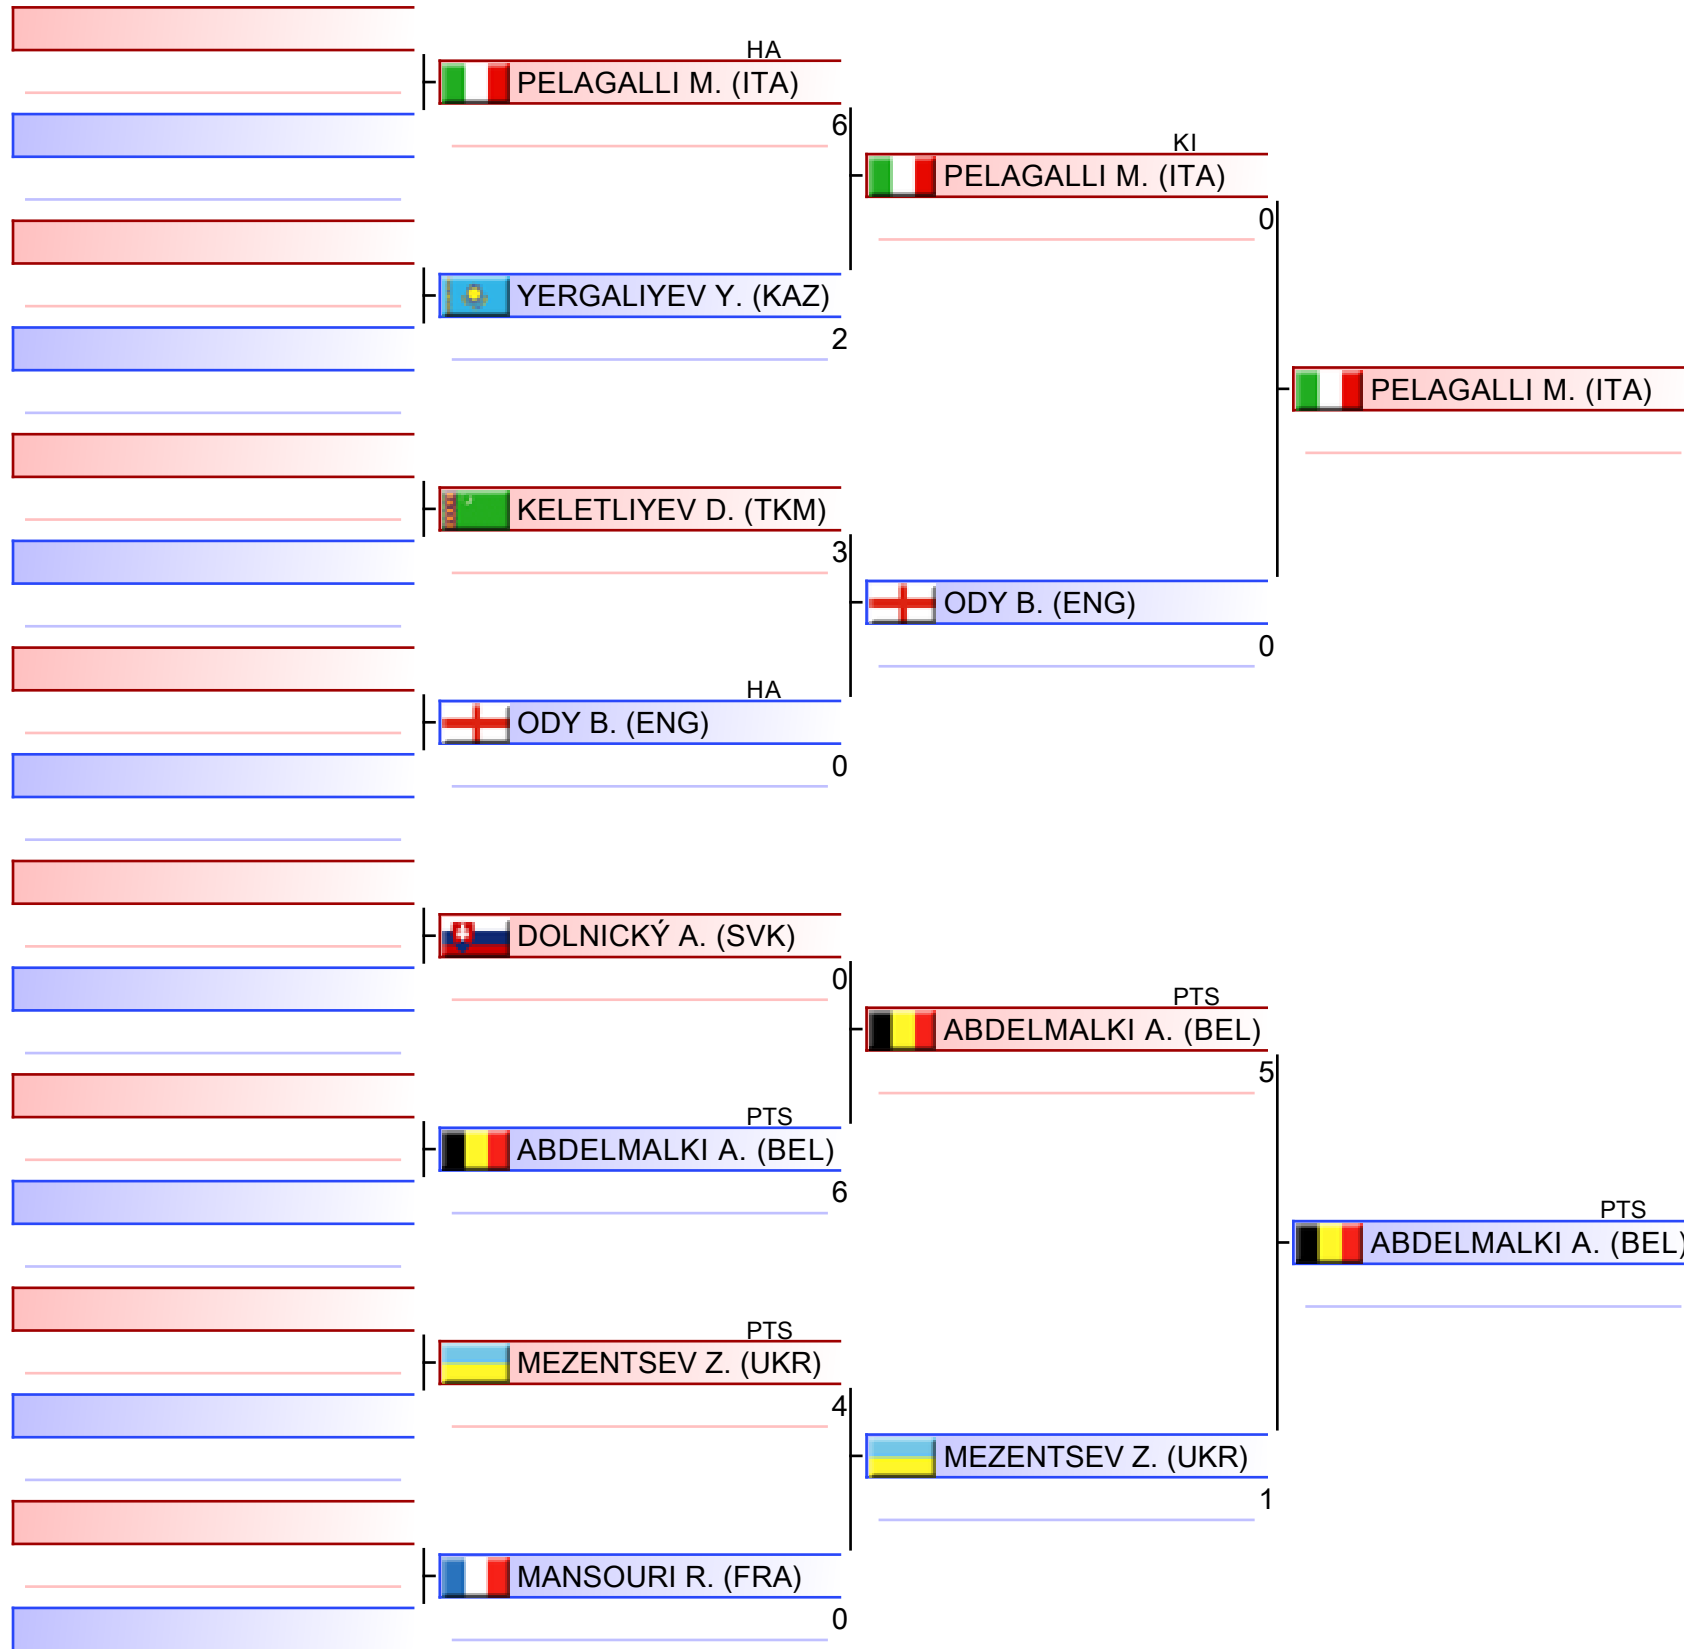 HA
PELAGALLI M. (ITA)
6
KI
PELAGALLI M. (ITA)
0
YERGALIYEV Y. (KAZ)
2
PELAGALLI M. (ITA)
KELETLIYEV D. (TKM)
3
ODY B. (ENG)
0
HA
ODY B. (ENG)
0
DOLNICKÝ A. (SVK)
0
PTS
ABDELMALKI A. (BEL)
5
PTS
ABDELMALKI A. (BEL)
6
PTS
ABDELMALKI A. (BEL)
PTS
MEZENTSEV Z. (UKR)
4
MEZENTSEV Z. (UKR)
1
MANSOURI R. (FRA)
0